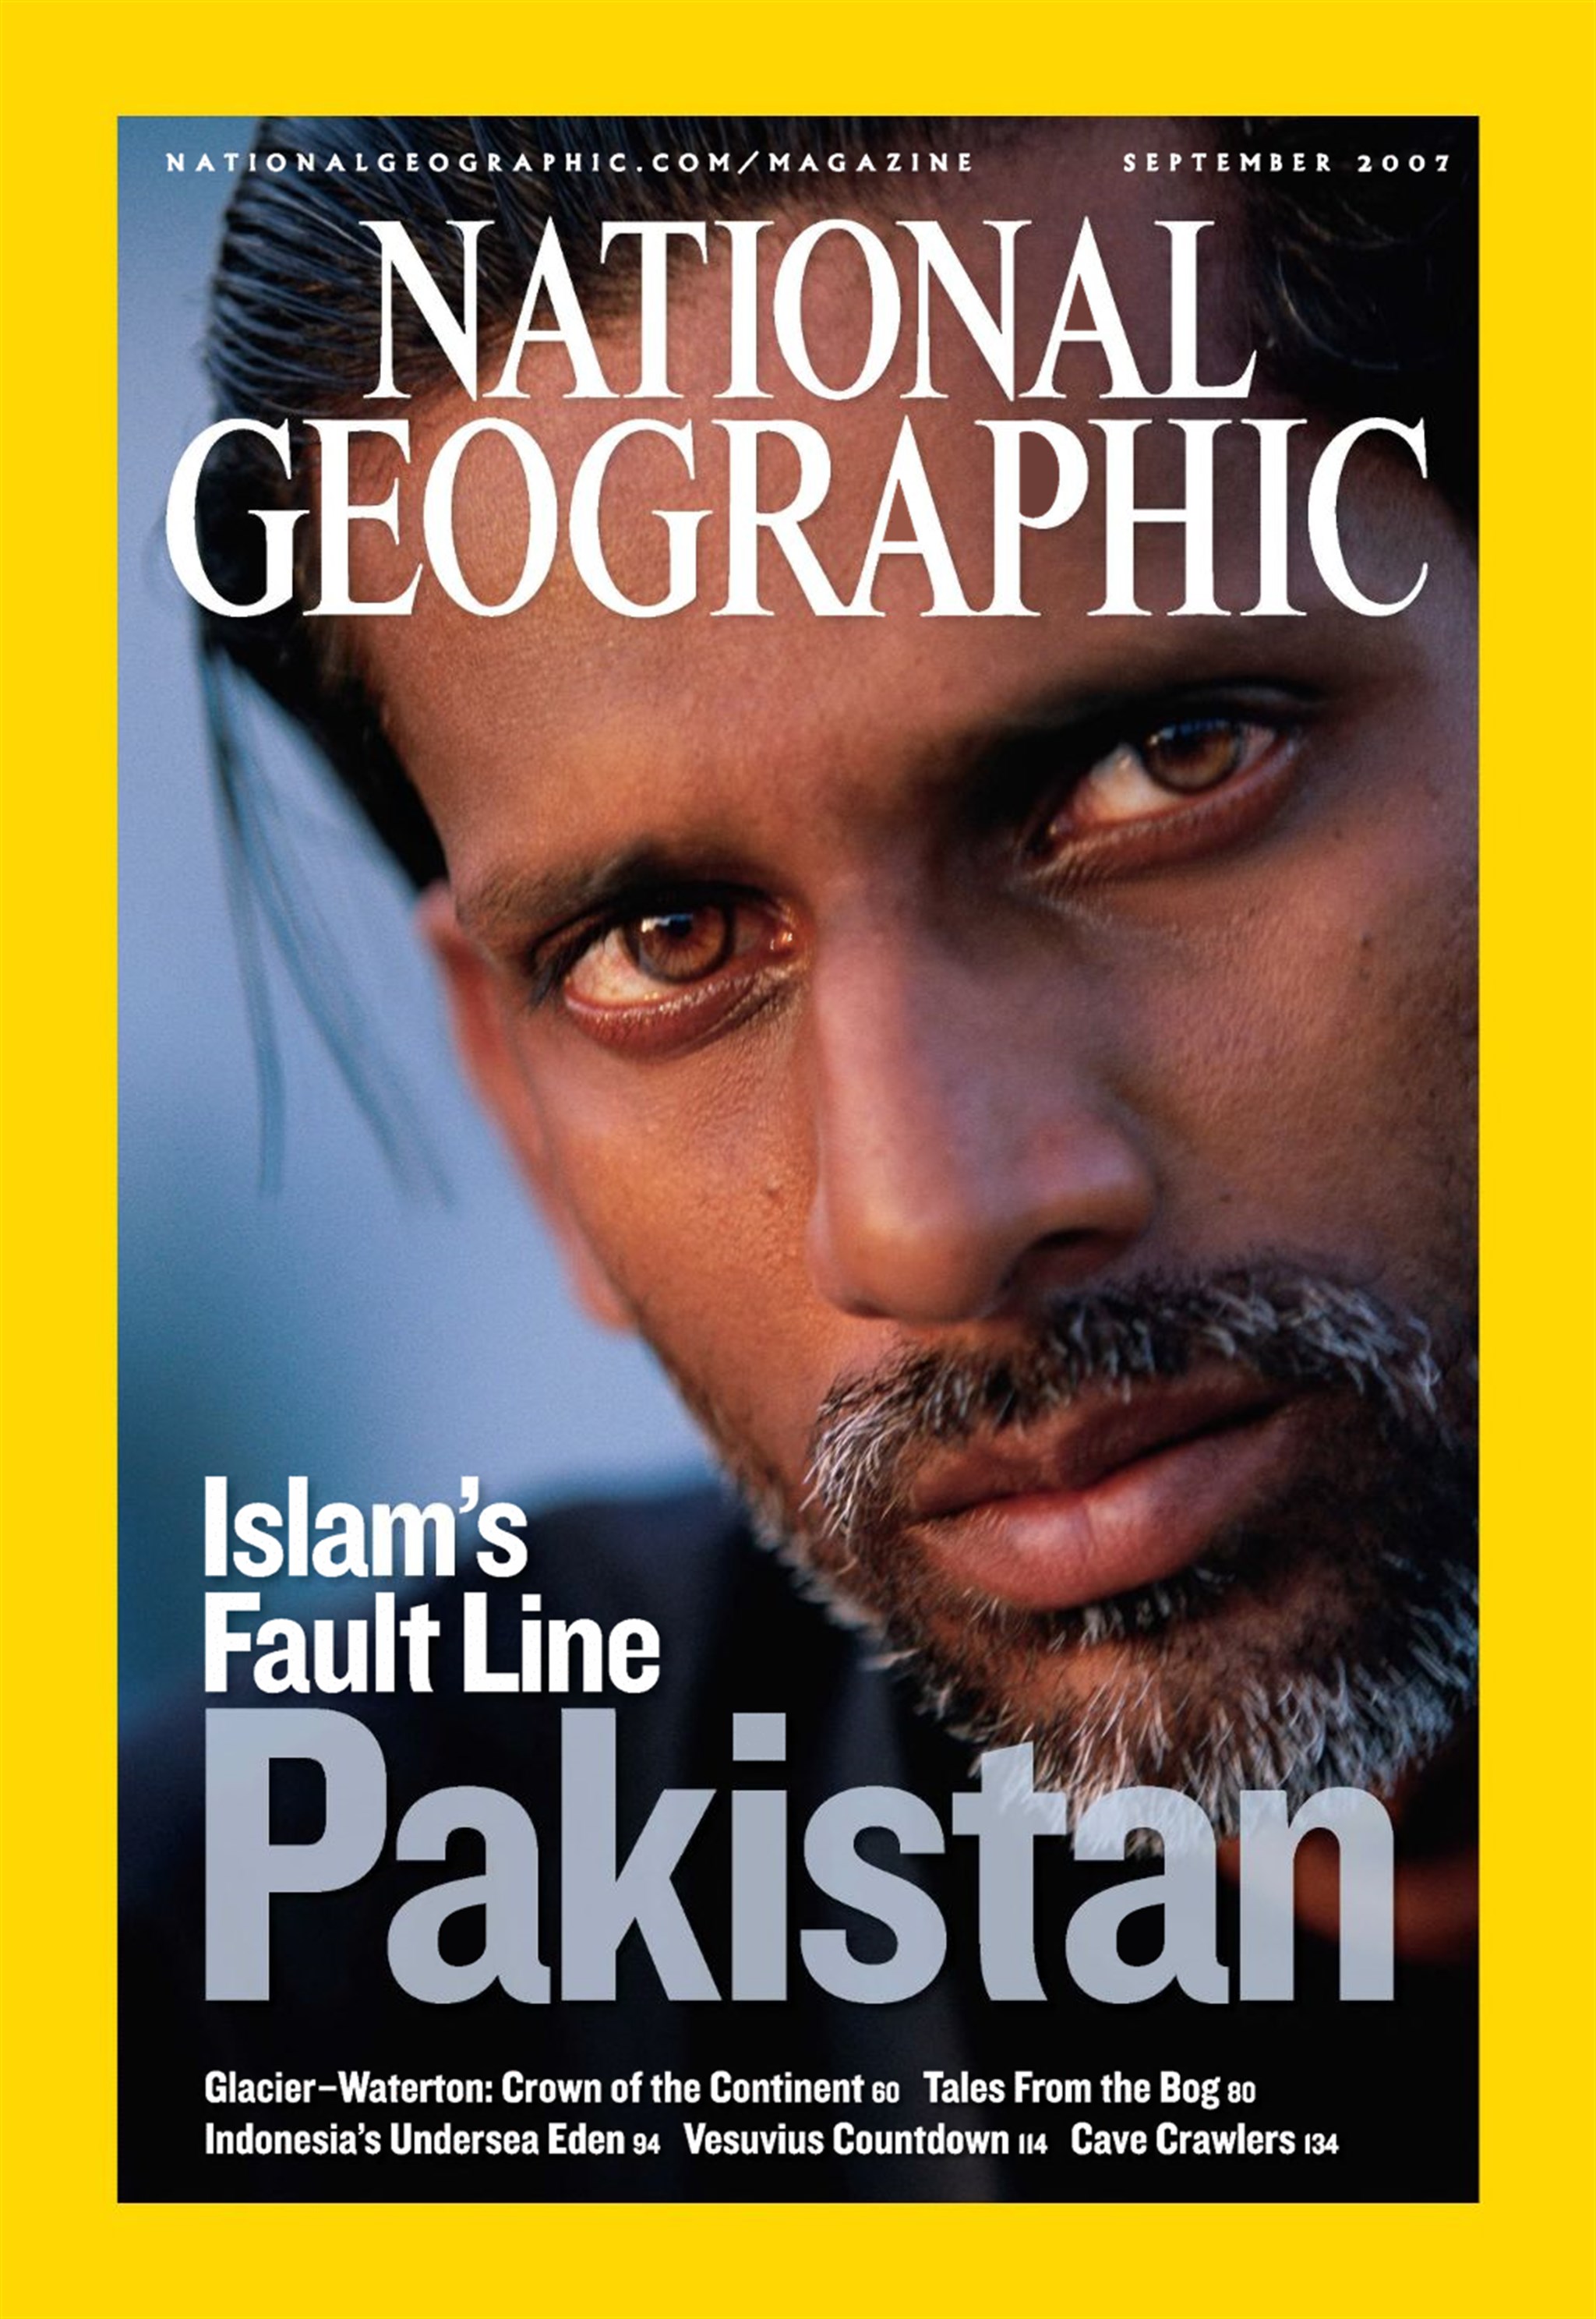 NATIONALGEOGRAPHIC.COM/MAGAZINE SEPTEMBER 2007
NATIONAL
GEOGRAPHIC
Islam's
Fault Line
Pakistan
Glacier–Waterton: Crown of the Continent 60 Tales From the Bog 80
Indonesia's Undersea Eden 94 Vesuvius Countdown 114 Cave Crawlers 134